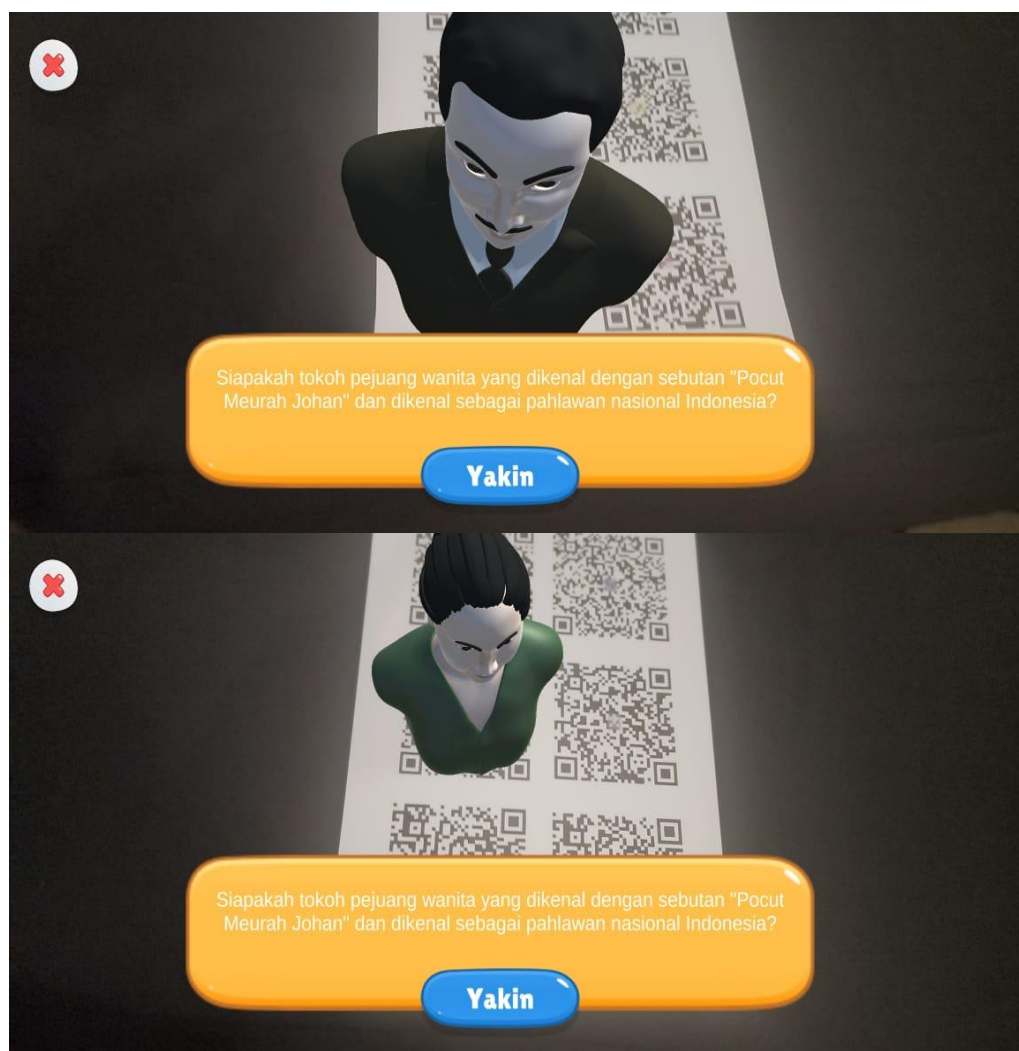 Siapakah tokoh pejuang wanita yang dikenal dengan sebutan "Pocut
Meurah Johan" dan dikenal sebagai pahlawan nasional Indonesia?
Yakin
Siapakah tokoh pejuang wanita yang dikenal dengan sebutan "Pocut
Meurah Johan" dan dikenal sebagai pahlawan nasional Indonesia?
Yakin